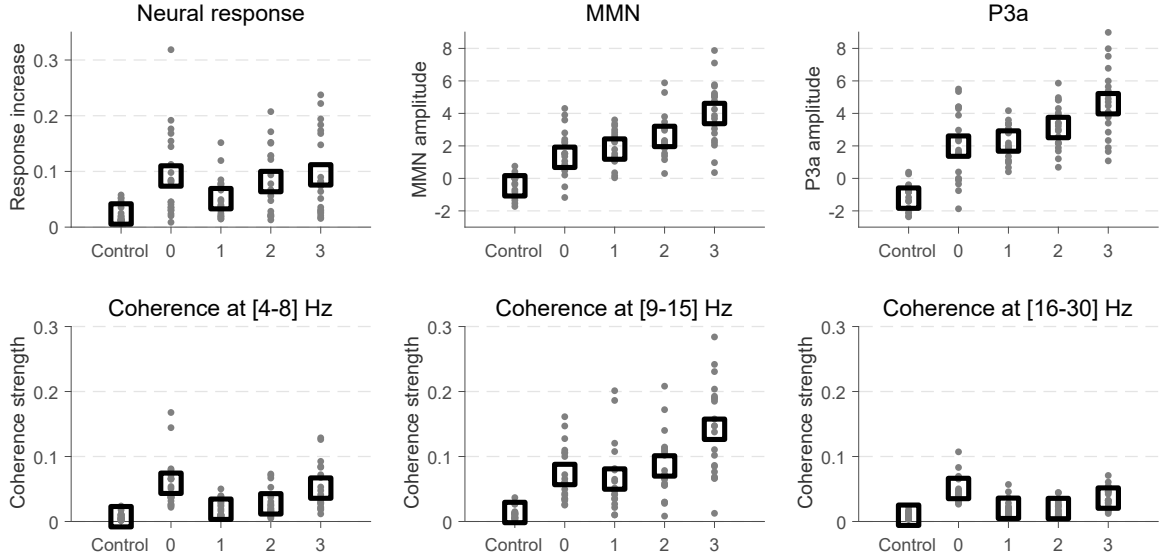 Neural response
Response increase
0.3
0.2
0.1
0
Control 0 1 2 3
MMN
MMN amplitude
8
6
4
2
0
-2
Control 0 1 2 3
P3a
P3a amplitude
8
6
4
2
0
-2
Control 0 1 2 3
Coherence at [4-8] Hz
Coherence strength
0.3
0.2
0.1
0
Control 0 1 2 3
Coherence at [9-15] Hz
Coherence strength
0.3
0.2
0.1
0
Control 0 1 2 3
Coherence at [16-30] Hz
Coherence strength
0.3
0.2
0.1
0
Control 0 1 2 3